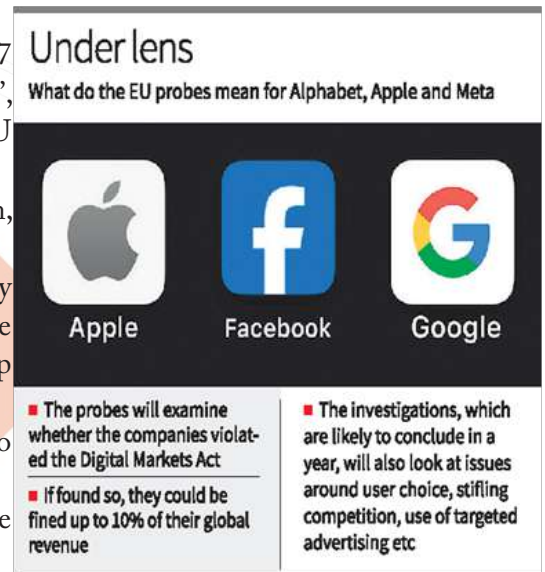 Under lens
What do the EU probes mean for Alphabet, Apple and Meta
Apple
Facebook
Google
■ The probes will examine
whether the companies violat-
ed the Digital Markets Act
■ If found so, they could be
fined up to 10% of their global
revenue
■ The investigations, which
are likely to conclude in a
year, will also look at issues
around user choice, stifling
competition, use of targeted
advertising etc